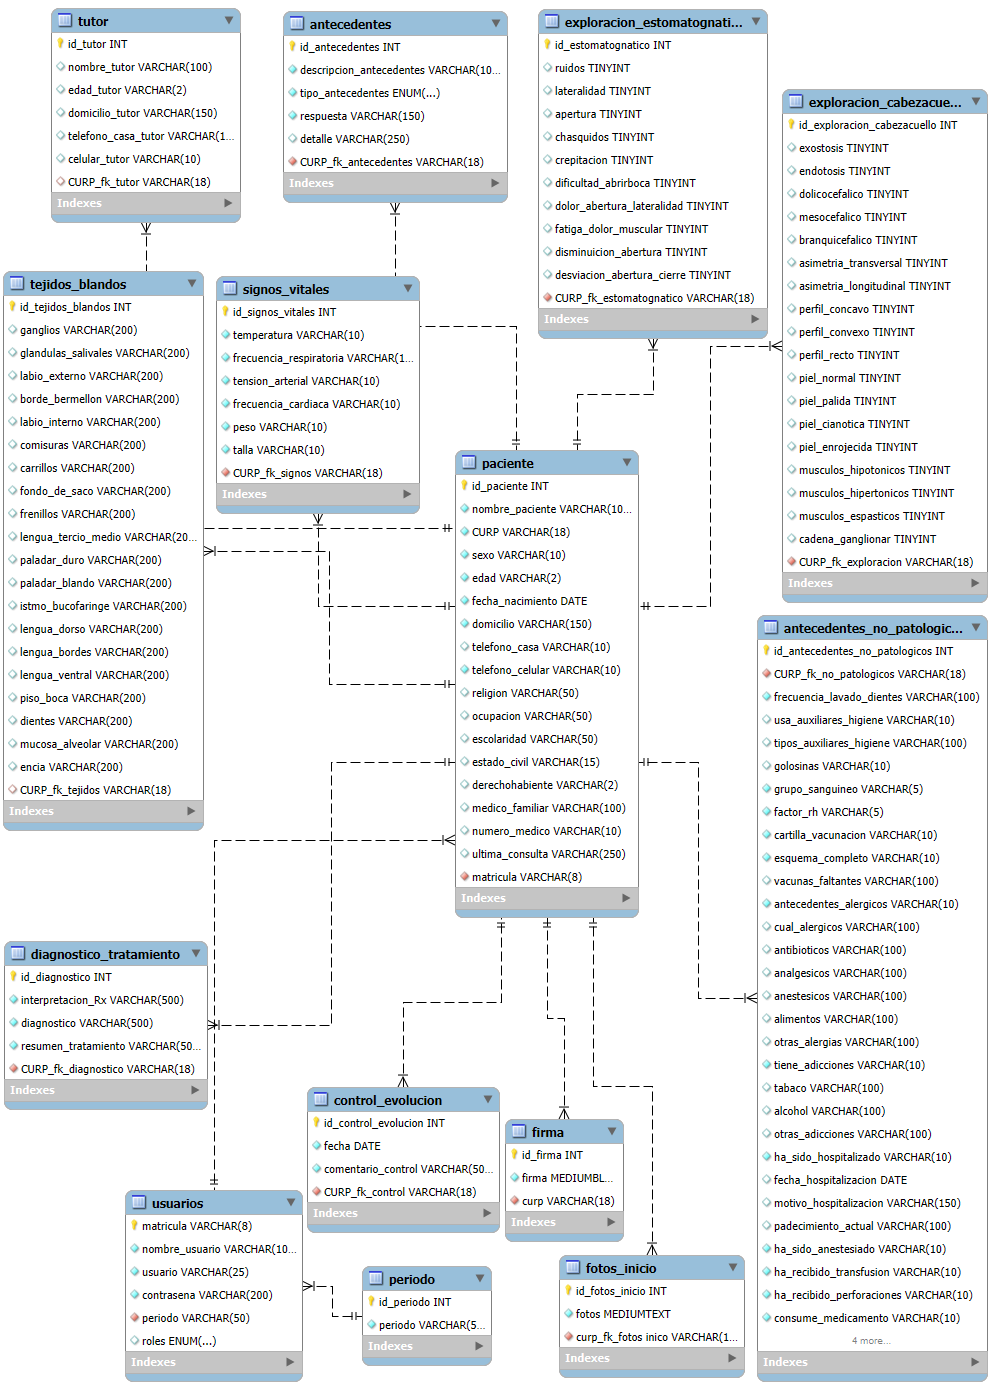 tutor
id_tutor INT
nombre_tutor VARCHAR(100)
edad_tutor VARCHAR(2)
domicilio_tutor VARCHAR(150)
telefono_casa_tutor VARCHAR(1...
celular_tutor VARCHAR(10)
CURP_fk_tutor VARCHAR(18)
Indexes
antecedentes
id_antecedentes INT
descripcion_antecedentes VARCHAR(10...
tipo_antecedentes ENUM(...)
respuesta VARCHAR(150)
detalle VARCHAR(250)
CURP_fk_antecedentes VARCHAR(18)
Indexes
exploracion_estomatognati...
id_estomatognatico INT
ruidos TINYINT
lateralidad TINYINT
apertura TINYINT
chasquidos TINYINT
crepitacion TINYINT
dificultad_abrirboca TINYINT
dolor_abertura_lateralidad TINYINT
fatiga_dolor_muscular TINYINT
disminuicion_abertura TINYINT
desviacion_abertura_cierre TINYINT
CURP_fk_estomatognatico VARCHAR(18)
Indexes
exploracion_cabezacue...
id_exploracion_cabezacuello INT
exostosis TINYINT
endotosis TINYINT
dolicocefalico TINYINT
mesocefalico TINYINT
branquicefalico TINYINT
asimetria_transversal TINYINT
asimetria_longitudinal TINYINT
perfil_concavo TINYINT
perfil_convexo TINYINT
perfil_recto TINYINT
piel_normal TINYINT
piel_palida TINYINT
piel_cianotica TINYINT
piel_enrojecida TINYINT
musculos_hipotonicos TINYINT
musculos_hipertonicos TINYINT
musculos_espasticos TINYINT
cadena_ganglionar TINYINT
CURP_fk_exploracion VARCHAR(18)
Indexes
tejidos_blandos
id_tejidos_blandos INT
ganglios VARCHAR(200)
glandulas_salivales VARCHAR(200)
labio_externo VARCHAR(200)
borde_bermellon VARCHAR(200)
labio_interno VARCHAR(200)
comisuras VARCHAR(200)
carrillos VARCHAR(200)
fondo_de_saco VARCHAR(200)
frenillos VARCHAR(200)
lengua_tercio_medio VARCHAR(20...
paladar_duro VARCHAR(200)
paladar_blando VARCHAR(200)
istmo_bucofaringe VARCHAR(200)
lengua_dorso VARCHAR(200)
lengua_bordes VARCHAR(200)
lengua_ventral VARCHAR(200)
piso_boca VARCHAR(200)
dientes VARCHAR(200)
mucosa_alveolar VARCHAR(200)
encia VARCHAR(200)
CURP_fk_tejidos VARCHAR(18)
Indexes
signos_vitales
id_signos_vitales INT
temperatura VARCHAR(10)
frecuencia_respiratoria VARCHAR(1...
tension_arterial VARCHAR(10)
frecuencia_cardiaca VARCHAR(10)
peso VARCHAR(10)
talla VARCHAR(10)
CURP_fk_signos VARCHAR(18)
Indexes
paciente
id_paciente INT
nombre_paciente VARCHAR(10...
CURP VARCHAR(18)
sexo VARCHAR(10)
edad VARCHAR(2)
fecha_nacimiento DATE
domicilio VARCHAR(150)
telefono_casa VARCHAR(10)
telefono_celular VARCHAR(10)
religion VARCHAR(50)
ocupacion VARCHAR(50)
escolaridad VARCHAR(50)
estado_civil VARCHAR(15)
derechohabiente VARCHAR(2)
medico_familiar VARCHAR(100)
numero_medico VARCHAR(10)
ultima_consulta VARCHAR(250)
matricula VARCHAR(8)
Indexes
antecedentes_no_patologic...
id_antecedentes_no_patologicos INT
CURP_fk_no_patologicos VARCHAR(18)
frecuencia_lavado_dientes VARCHAR(100)
usa_auxiliares_higiene VARCHAR(10)
tipos_auxiliares_higiene VARCHAR(100)
golosinas VARCHAR(10)
grupo_sanguineo VARCHAR(5)
factor_rh VARCHAR(5)
cartilla_vacunacion VARCHAR(10)
esquema_completo VARCHAR(10)
vacunas_faltantes VARCHAR(100)
antecedentes_alergicos VARCHAR(10)
cual_alergicos VARCHAR(100)
antibioticos VARCHAR(100)
analgesicos VARCHAR(100)
anestesicos VARCHAR(100)
alimentos VARCHAR(100)
otras_alergias VARCHAR(100)
tiene_adicciones VARCHAR(10)
tabaco VARCHAR(100)
alcohol VARCHAR(100)
otras_adicciones VARCHAR(100)
ha_sido_hospitalizado VARCHAR(10)
fecha_hospitalizacion DATE
motivo_hospitalizacion VARCHAR(150)
padecimiento_actual VARCHAR(100)
ha_sido_anestesiado VARCHAR(10)
ha_recibido_transfusion VARCHAR(10)
ha_recibido_perforaciones VARCHAR(10)
consume_medicamento VARCHAR(10)
4 more...
Indexes
diagnostico_tratamiento
id_diagnostico INT
interpretacion_Rx VARCHAR(500)
diagnostico VARCHAR(500)
resumen_tratamiento VARCHAR(50...
CURP_fk_diagnostico VARCHAR(18)
Indexes
control_evolucion
id_control_evolucion INT
fecha DATE
comentario_control VARCHAR(50...
CURP_fk_control VARCHAR(18)
Indexes
firma
id_firma INT
firma MEDIUMBL...
curp VARCHAR(18)
Indexes
usuarios
matricula VARCHAR(8)
nombre_usuario VARCHAR(10...
usuario VARCHAR(25)
contrasena VARCHAR(200)
periodo VARCHAR(50)
roles ENUM(...)
Indexes
periodo
id_periodo INT
periodo VARCHAR(5...
Indexes
fotos_inicio
id_fotos_inicio INT
fotos MEDIUMTEXT
curp_fk_fotos inico VARCHAR(1...
Indexes